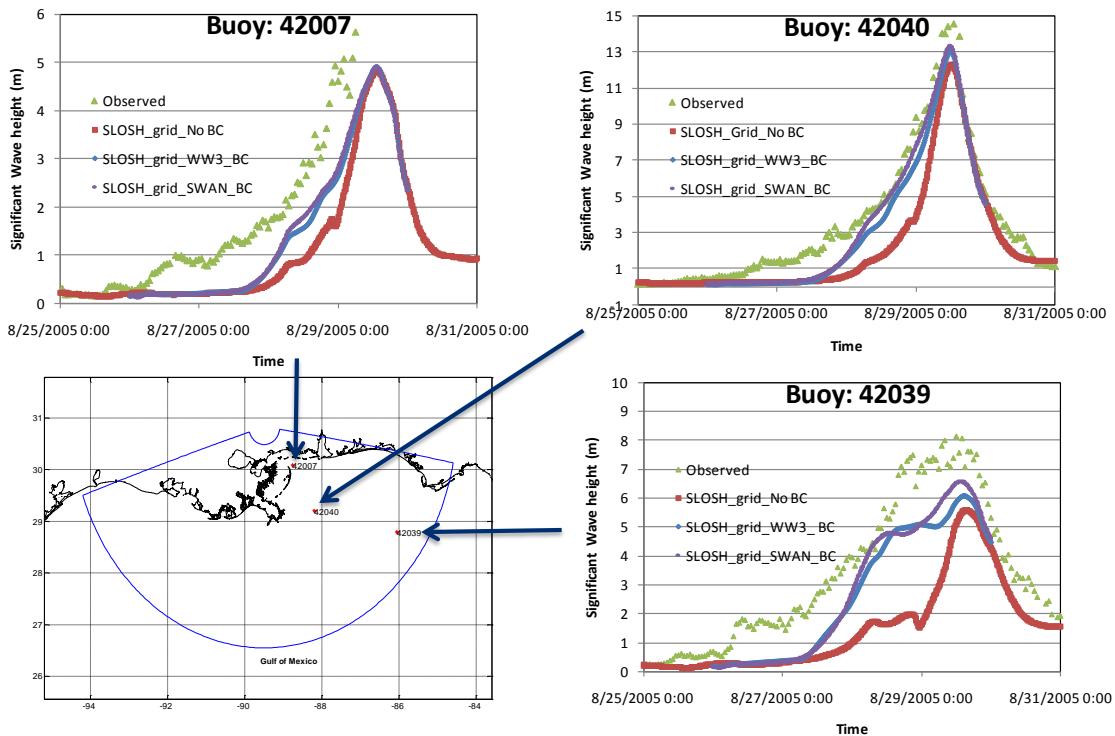 Buoy: 42007
6
5
4
3
2
1
0
Significant Wave height (m)
Observed
SLOSH_grid_No BC
SLOSH_grid_WW3_BC
SLOSH_grid_SWAN_BC
8/25/2005 0:00 8/27/2005 0:00 8/29/2005 0:00 8/31/2005 0:00
Time
Buoy: 42040
15
13
11
9
7
5
3
1
-1
Significant Wave height (m)
Observed
SLOSH_Grid_No BC
SLOSH_grid_WW3_BC
SLOSH_grid_SWAN_BC
8/25/2005 0:00 8/27/2005 0:00 8/29/2005 0:00 8/31/2005 0:00
Time
31
30
29
28
27
26
42007
42040
42039
Gulf of Mexico
-94 -92 -90 -88 -86 -84
Buoy: 42039
10
9
8
7
6
5
4
3
2
1
0
Significant Wave height (m)
Observed
SLOSH_grid_No BC
SLOSH_grid_WW3_ BC
SLOSH_grid_SWAN_BC
8/25/2005 0:00 8/27/2005 0:00 8/29/2005 0:00 8/31/2005 0:00
Time